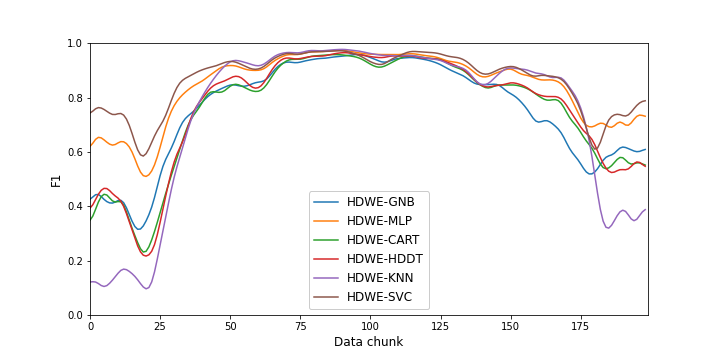 1.0
0.8
0.6
0.4
0.2
0.0
F1
HDWE-GNB
HDWE-MLP
HDWE-CART
HDWE-HDDT
HDWE-KNN
HDWE-SVC
0 25 50 75 100 125 150 175
Data chunk